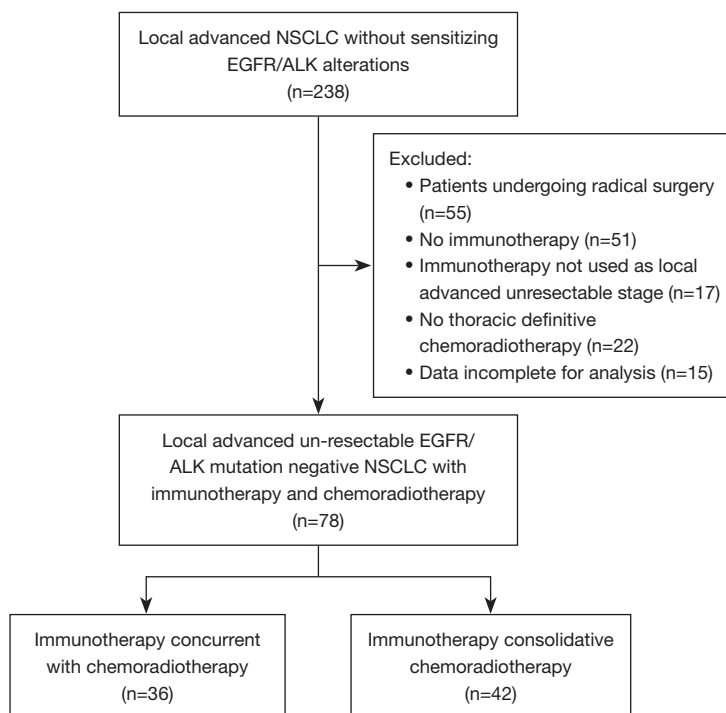 Local advanced NSCLC without sensitizing
EGFR/ALK alterations
(n=238)
Excluded:
• Patients undergoing radical surgery
(n=55)
• No immunotherapy (n=51)
• Immunotherapy not used as local
advanced unresectable stage (n=17)
• No thoracic definitive
chemoradiotherapy (n=22)
• Data incomplete for analysis (n=15)
Local advanced un-resectable EGFR/
ALK mutation negative NSCLC with
immunotherapy and chemoradiotherapy
(n=78)
Immunotherapy concurrent
with chemoradiotherapy
(n=36)
Immunotherapy consolidative
chemoradiotherapy
(n=42)